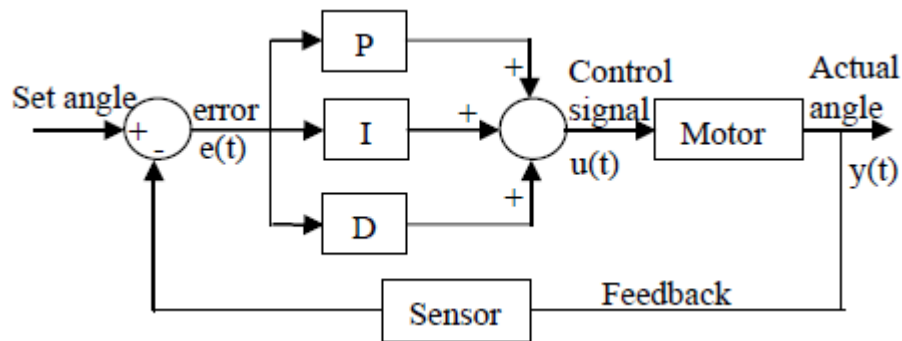 Set angle
+
-
error
e(t)
P
I
D
+
+
+
Control
signal
u(t)
Motor
Actual
angle
y(t)
Sensor
Feedback